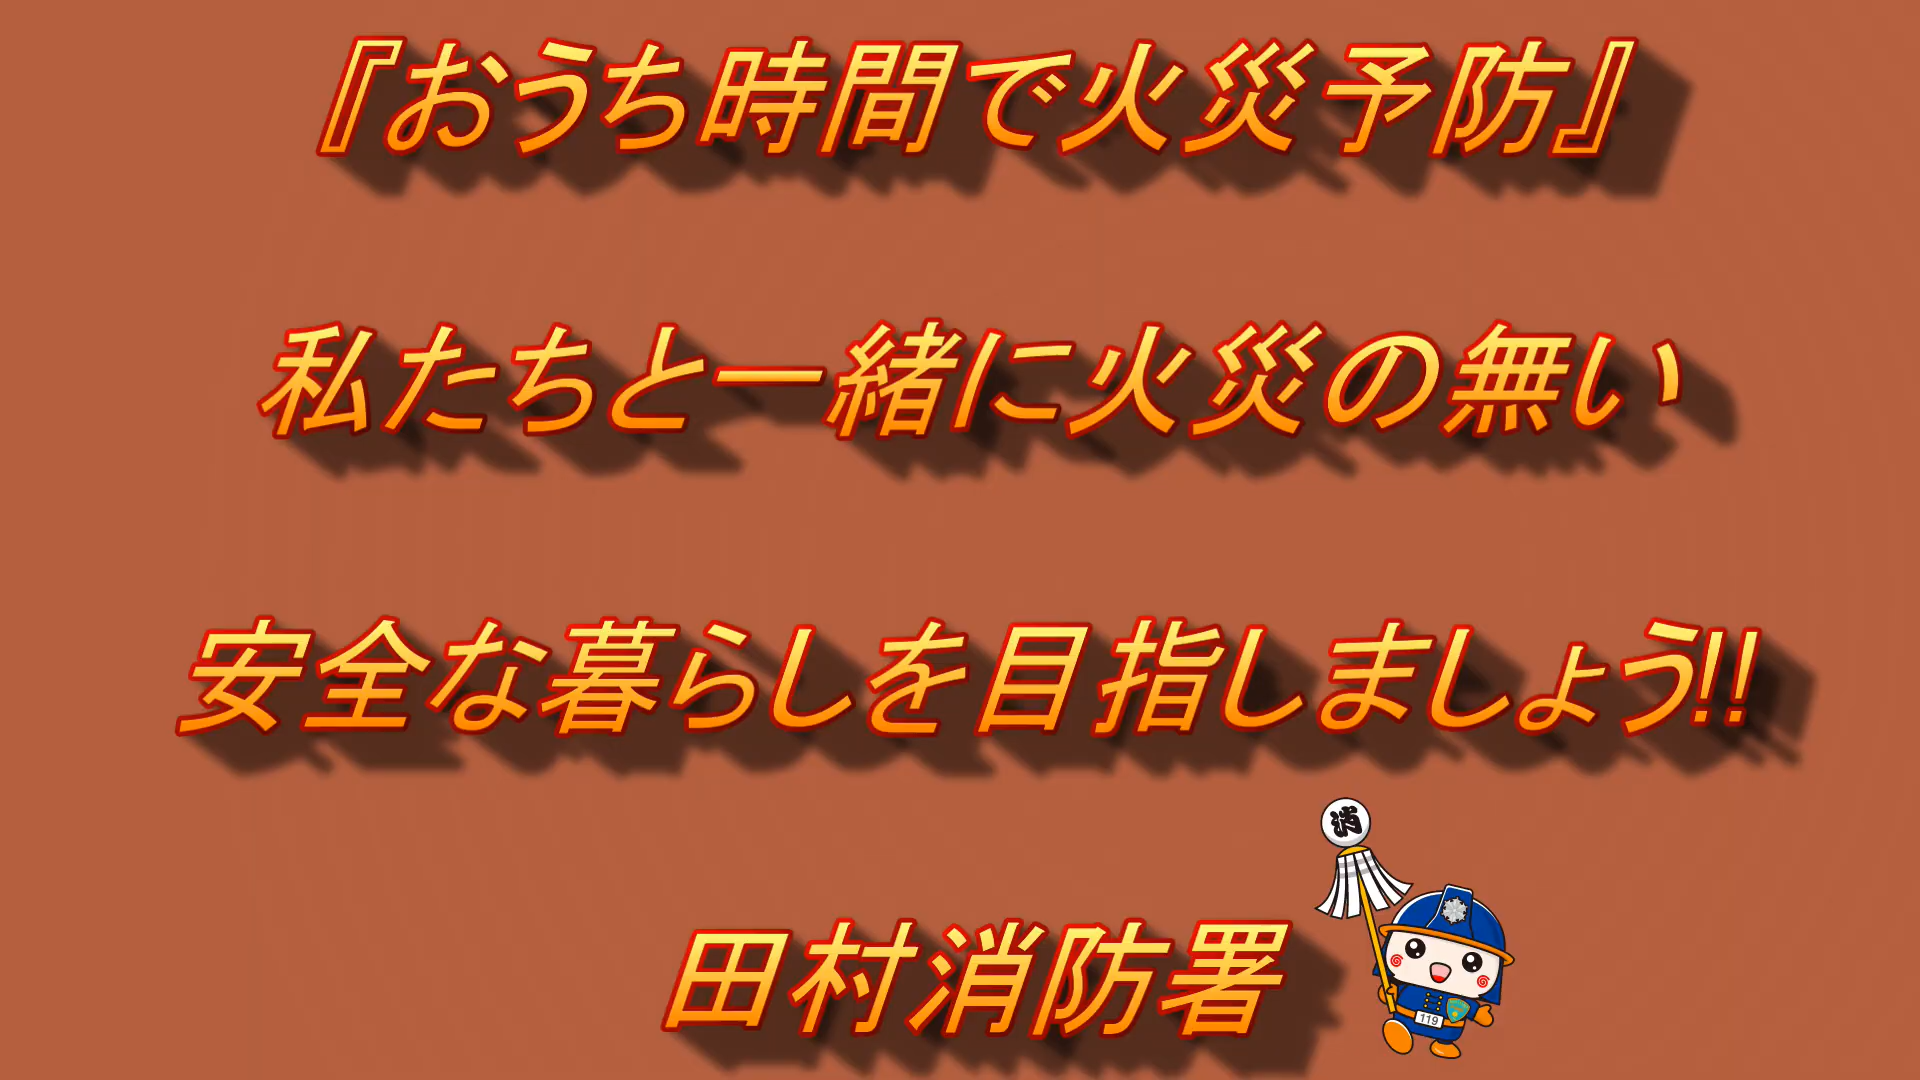 『おうち時間で火災予防』
私たちと一緒に火災の無い
安全な暮らしを目指しましょう!!
消
田村消防署
119